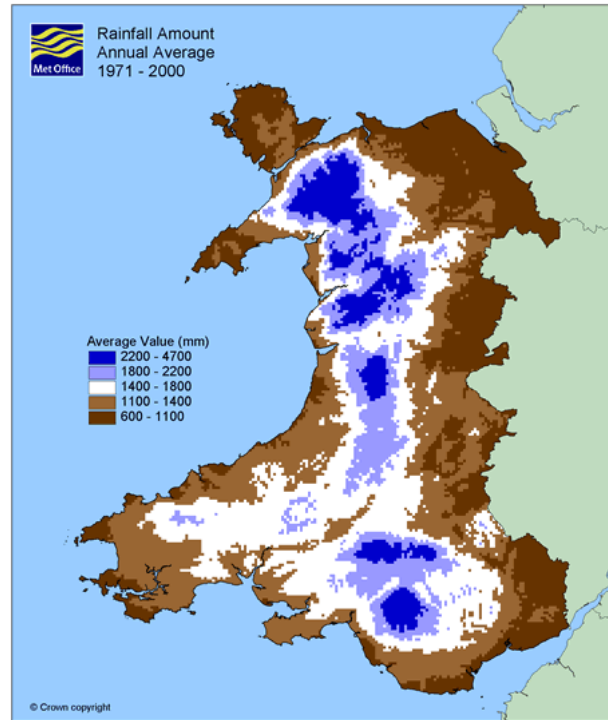 Rainfall Amount
Annual Average
1971 - 2000
Met Office
Average Value (mm)
2200 - 4700
1800 - 2200
1400 - 1800
1100 - 1400
600 - 1100
© Crown copyright